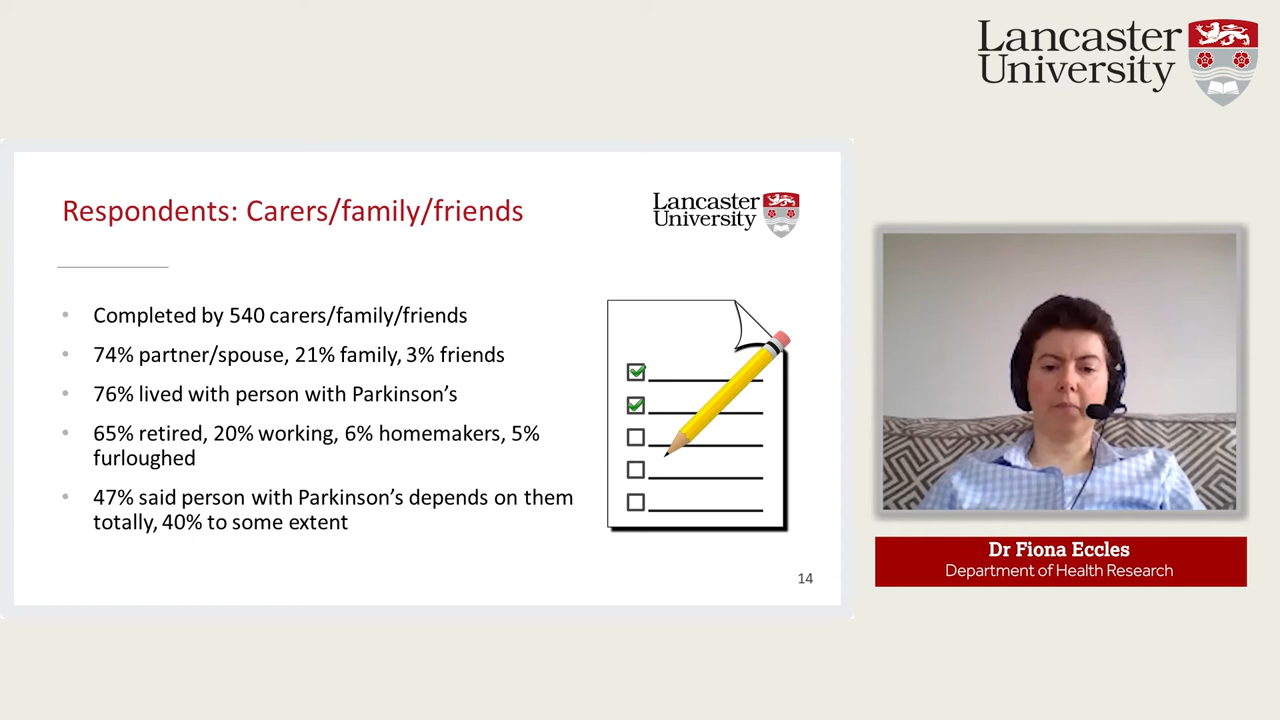 Lancaster
University
Respondents: Carers/family/friends
Lancaster
University
• Completed by 540 carers/family/friends
• 74% partner/spouse, 21% family, 3% friends
• 76% lived with person with Parkinson's
• 65% retired, 20% working, 6% homemakers, 5%
furloughed
• 47% said person with Parkinson's depends on them
totally, 40% to some extent
14
Dr Fiona Eccles
Department of Health Research